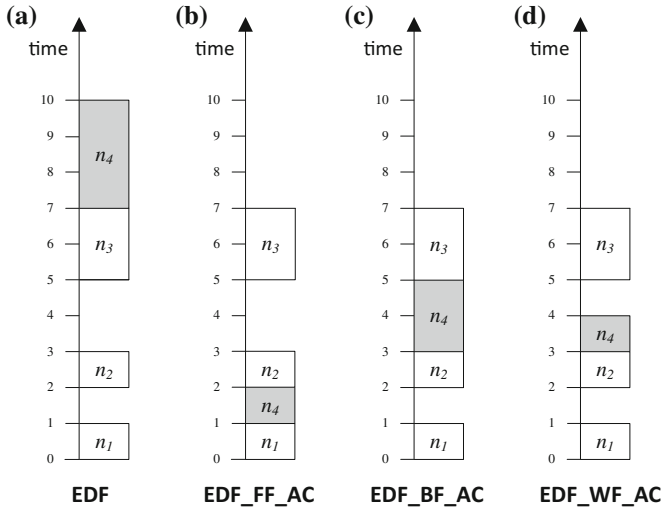 (a) (b) (c) (d)
time time time time
10 10 10 10
9 9 9 9
8 8 8 8
7 7 7 7
6 6 6 6
5 5 5 5
4 4 4 4
3 3 3 3
2 2 2 2
1 1 1 1
0 0 0 0
n4
n3
n2
n1
n3
n2
n4
n1
n3
n4
n2
n1
n3
n4
n2
n1
EDF EDF_FF_AC EDF_BF_AC EDF_WF_AC